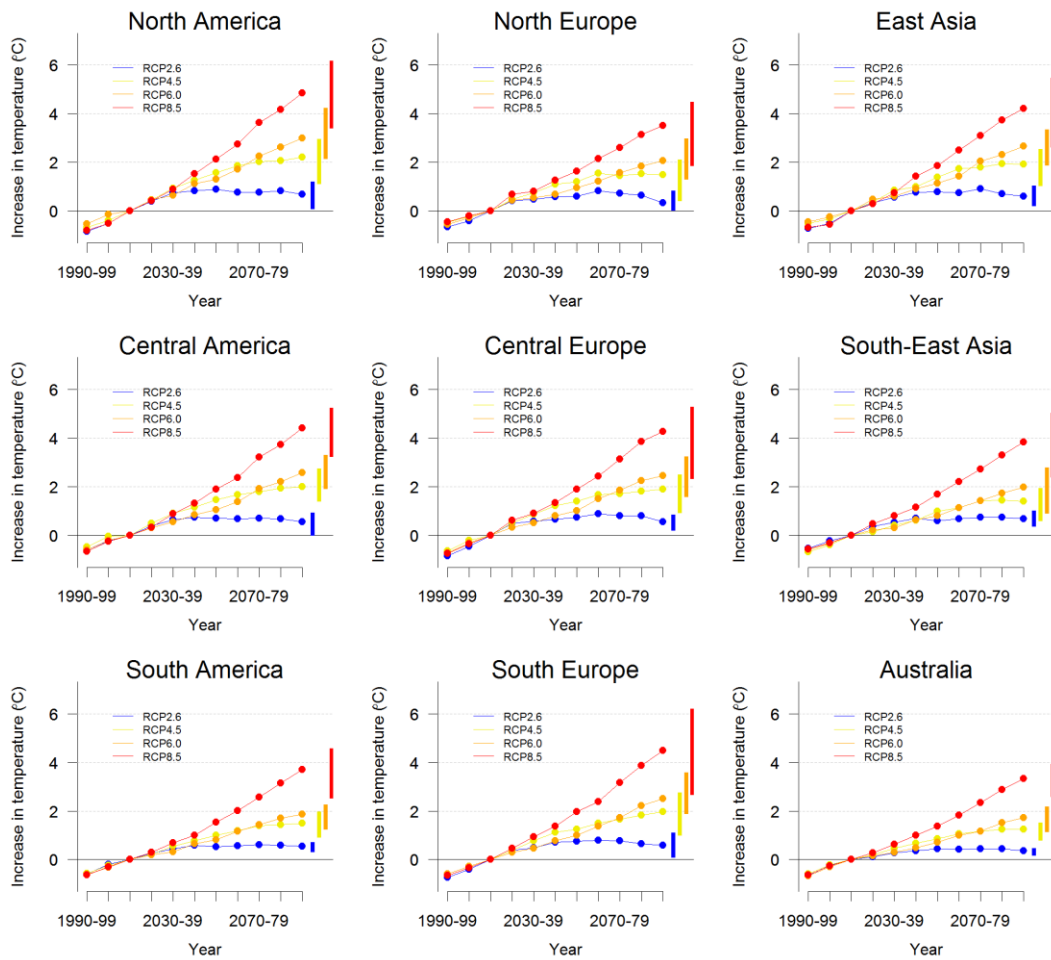 North America
Increase in temperature (°C)
6
4
2
0
RCP2.6
RCP4.5
RCP6.0
RCP8.5
1990-99 2030-39 2070-79
Year
North Europe
Increase in temperature (°C)
6
4
2
0
RCP2.6
RCP4.5
RCP6.0
RCP8.5
1990-99 2030-39 2070-79
Year
East Asia
Increase in temperature (°C)
6
4
2
0
RCP2.6
RCP4.5
RCP6.0
RCP8.5
1990-99 2030-39 2070-79
Year
Central America
Increase in temperature (°C)
6
4
2
0
RCP2.6
RCP4.5
RCP6.0
RCP8.5
1990-99 2030-39 2070-79
Year
Central Europe
Increase in temperature (°C)
6
4
2
0
RCP2.6
RCP4.5
RCP6.0
RCP8.5
1990-99 2030-39 2070-79
Year
South-East Asia
Increase in temperature (°C)
6
4
2
0
RCP2.6
RCP4.5
RCP6.0
RCP8.5
1990-99 2030-39 2070-79
Year
South America
Increase in temperature (°C)
6
4
2
0
RCP2.6
RCP4.5
RCP6.0
RCP8.5
1990-99 2030-39 2070-79
Year
South Europe
Increase in temperature (°C)
6
4
2
0
RCP2.6
RCP4.5
RCP6.0
RCP8.5
1990-99 2030-39 2070-79
Year
Australia
Increase in temperature (°C)
6
4
2
0
RCP2.6
RCP4.5
RCP6.0
RCP8.5
1990-99 2030-39 2070-79
Year